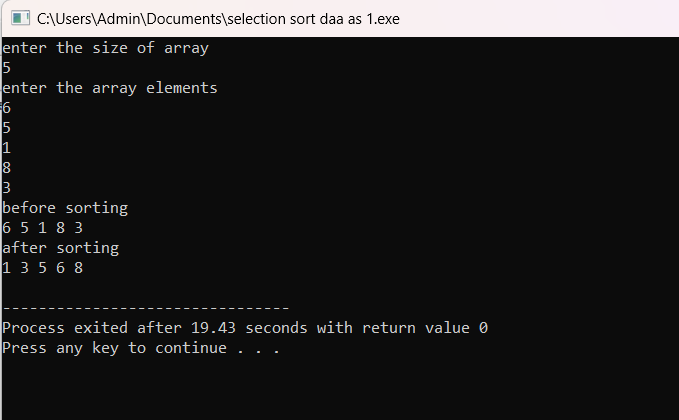 C:\Users\Admin\Documents\selection sort daa as 1.exe
enter the size of array
5
enter the array elements
6
5
1
8
3
before sorting
6 5 1 8 3
after sorting
1 3 5 6 8
--------------------------------
Process exited after 19.43 seconds with return value 0
Press any key to continue . . .